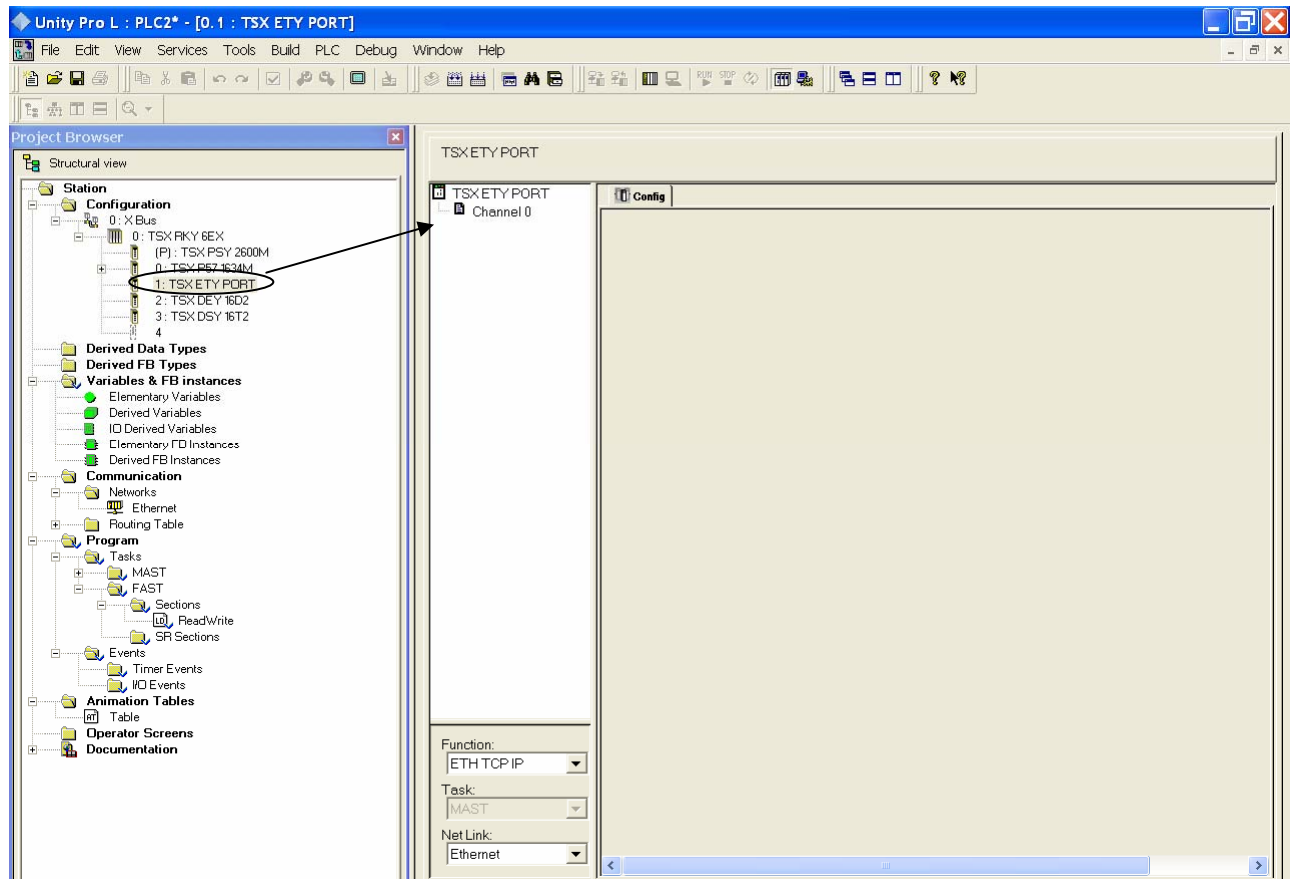 Unity Pro L : PLC2* - [0.1 : TSX ETY PORT]
File Edit View Services Tools Build PLC Debug Window Help
RUN STOP
Project Browser
Structural view
Station
Configuration
0 : X Bus
0 : TSX RKY 6EX
(P) : TSX PSY 2600M
0 : TSX P57 1634M
1 : TSX ETY PORT
2 : TSX DEY 16D2
3 : TSX DSY 16T2
4
Derived Data Types
Derived FB Types
Variables & FB instances
Elementary Variables
Derived Variables
IO Derived Variables
Elementary FB Instances
Derived FB Instances
Communication
Networks
Ethernet
Routing Table
Program
Tasks
MAST
FAST
Sections
LD ReadWrite
SR Sections
Events
Timer Events
I/O Events
Animation Tables
Table
Operator Screens
Documentation
TSX ETY PORT
TSX ETY PORT
Channel 0
Config
Function:
ETH TCP IP
Task:
MAST
Net Link:
Ethernet